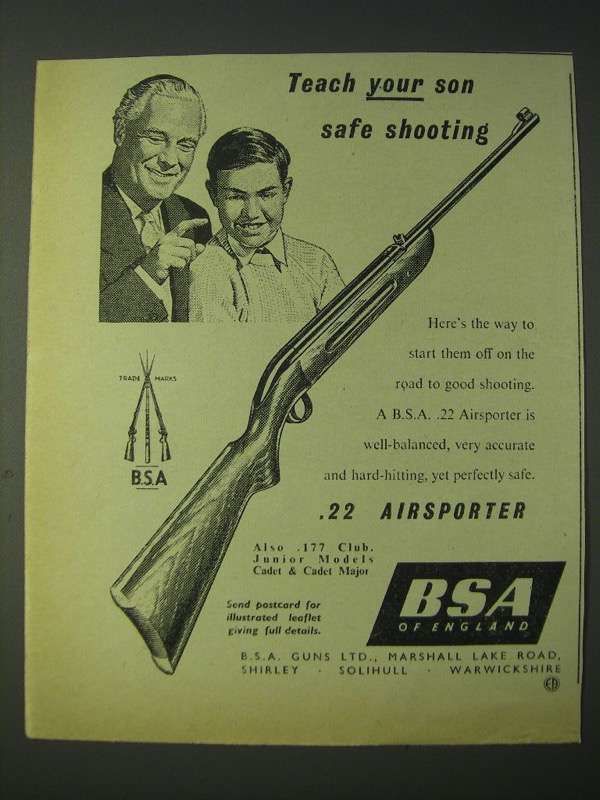 Teach your son
safe shooting
Here's the way to
start them off on the
road to good shooting.
A B.S.A. .22 Airsporter is
well-balanced, very accurate
and hard-hitting, yet perfectly safe.
TRADE MARKS
B.S.A
.22 AIRSPORTER
Also .177 Club.
Junior Models
Cadet & Cadet Major
Send postcard for
illustrated leaflet
giving full details.
BSA
OF ENGLAND
B.S.A. GUNS LTD., MARSHALL LAKE ROAD,
SHIRLEY · SOLIHULL · WARWICKSHIRE